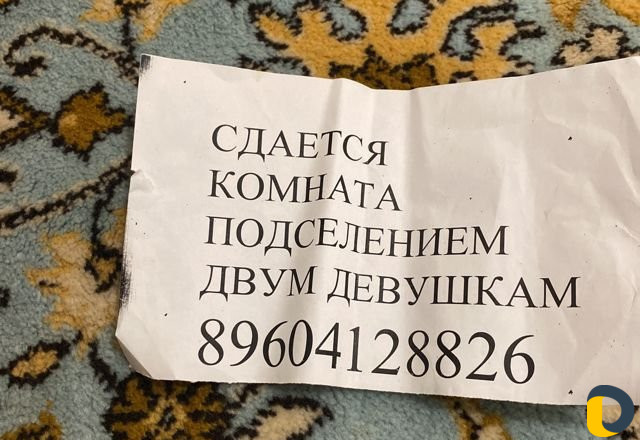 СДАЕТСЯ
КОМНАТА
ПОДСЕЛЕНИЕМ
ДВУМ ДЕВУШКАМ
89604128826